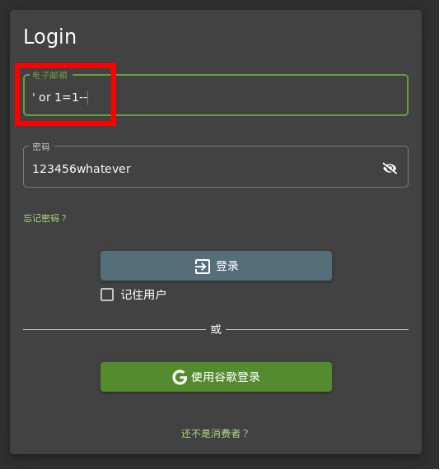 Login
电子邮箱
' or 1=1--
密码
123456whatever
忘记密码？
登录
记住用户
或
使用谷歌登录
还不是消费者？